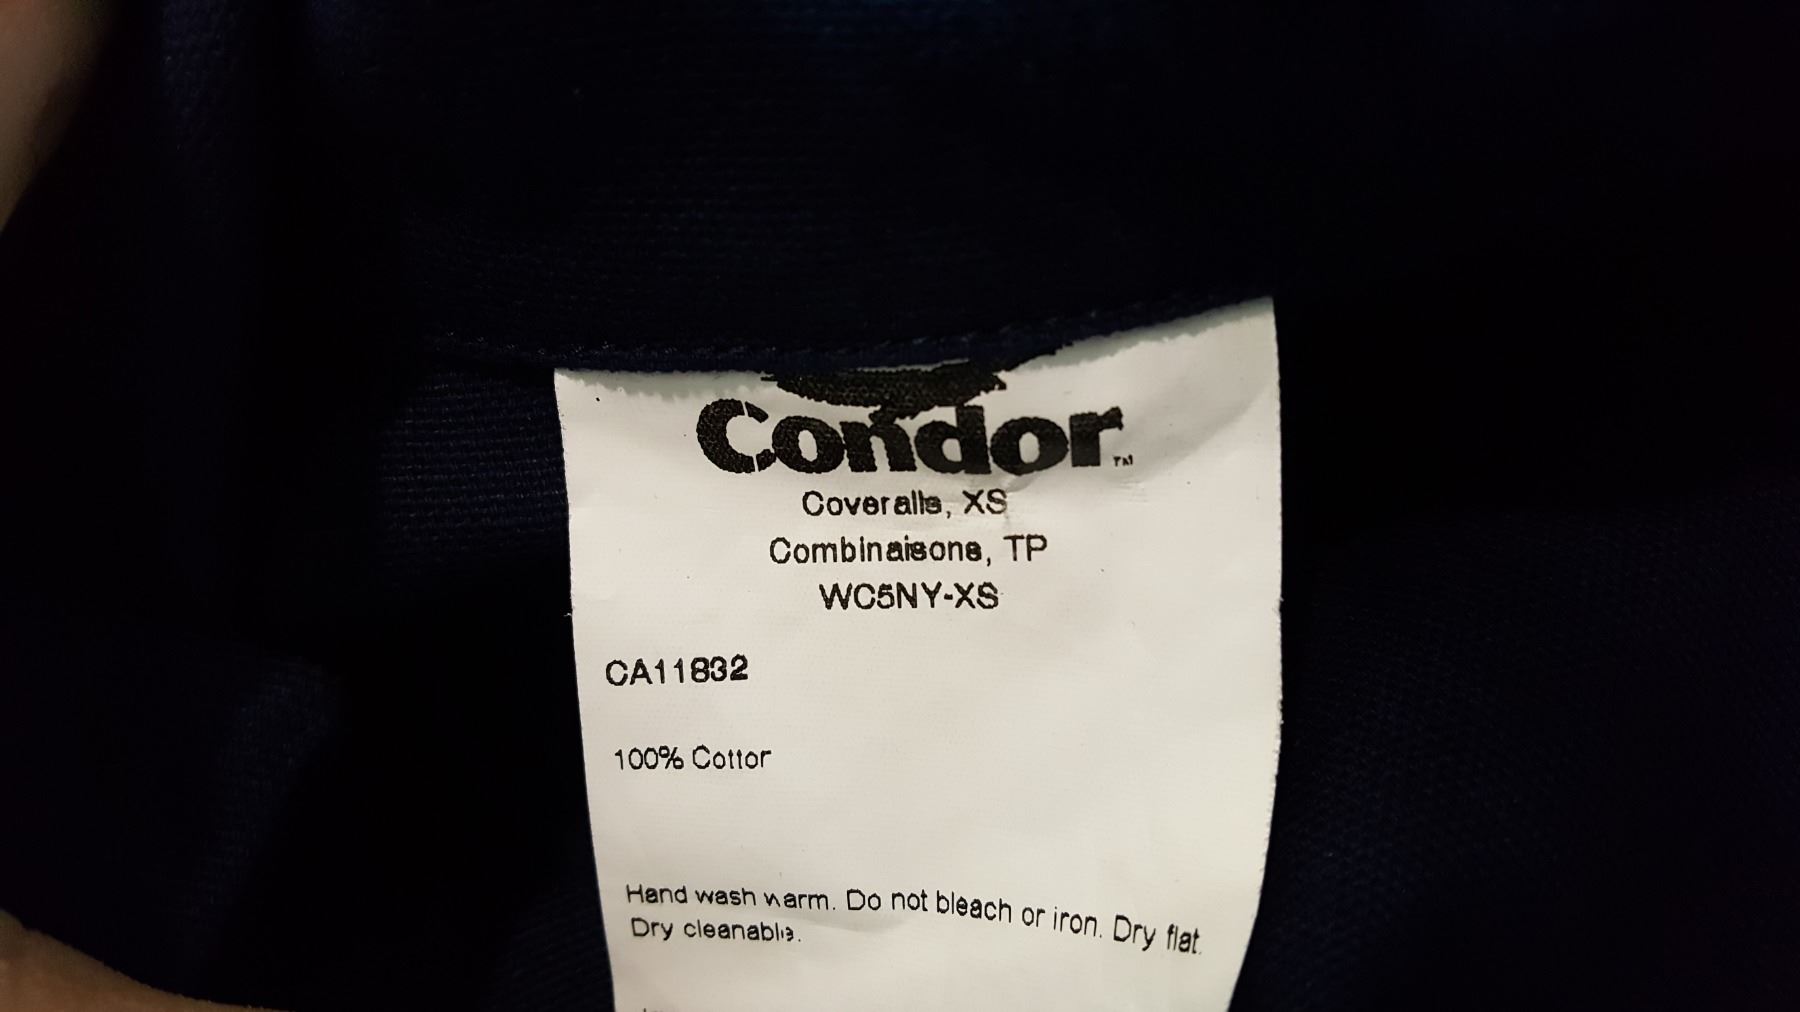 Condor™
Coveralls, XS
Combinaisons, TP
WC5NY-XS
CA11832
100% Cotton
Hand wash warm. Do not bleach or iron. Dry flat.
Dry cleanable.